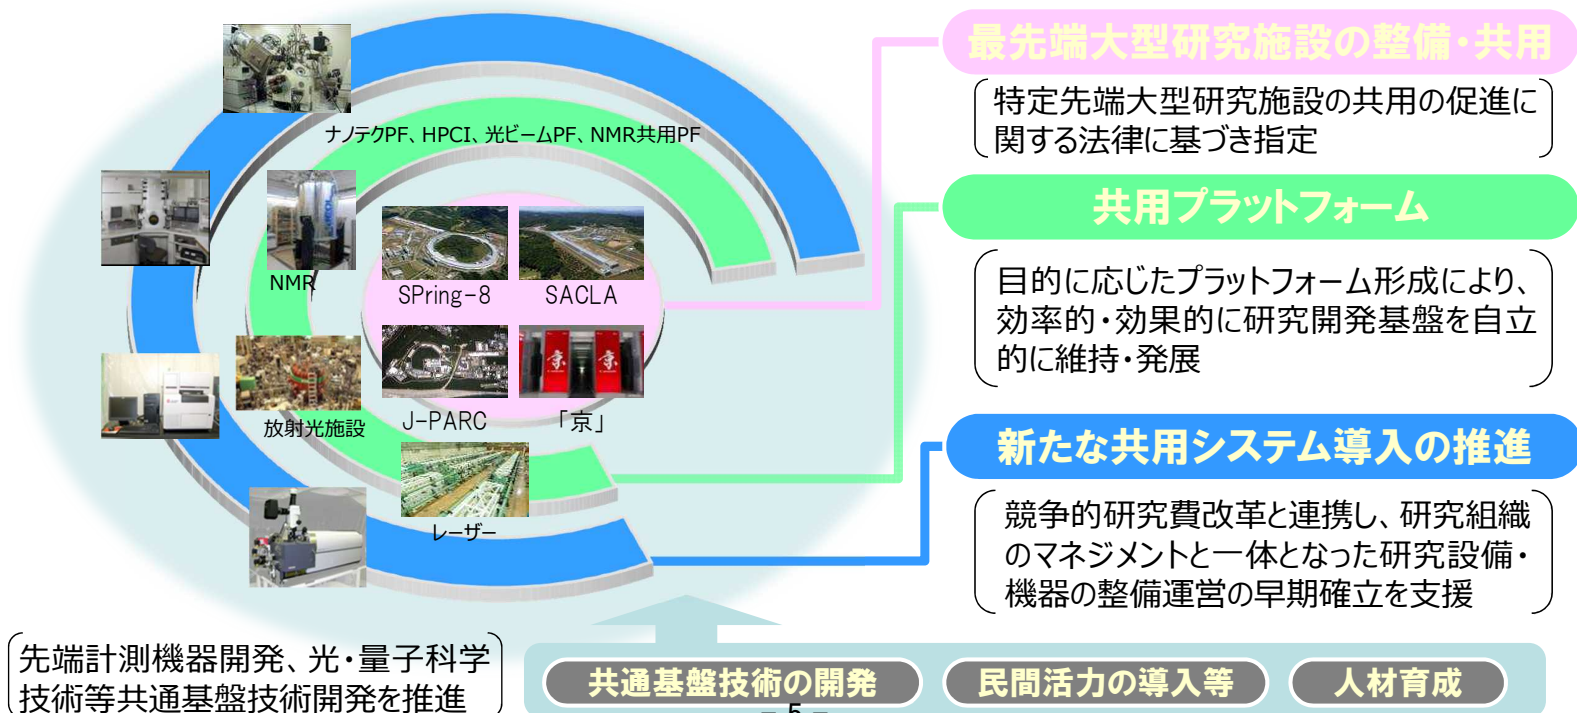 最先端大型研究施設の整備・共用
特定先端大型研究施設の共用の促進に
関する法律に基づき指定
共用プラットフォーム
目的に応じたプラットフォーム形成により、
効率的・効果的に研究開発基盤を自立
的に維持・発展
新たな共用システム導入の推進
競争的研究費改革と連携し、研究組織
のマネジメントと一体となった研究設備・
機器の整備運営の早期確立を支援
ナノテクPF、HPCI、光ビームPF、NMR共用PF
NMR
SPring-8
SACLA
J-PARC
「京」
京
京
放射光施設
レーザー
先端計測機器開発、光・量子科学
技術等共通基盤技術開発を推進
共通基盤技術の開発
民間活力の導入等
人材育成
- 5 -